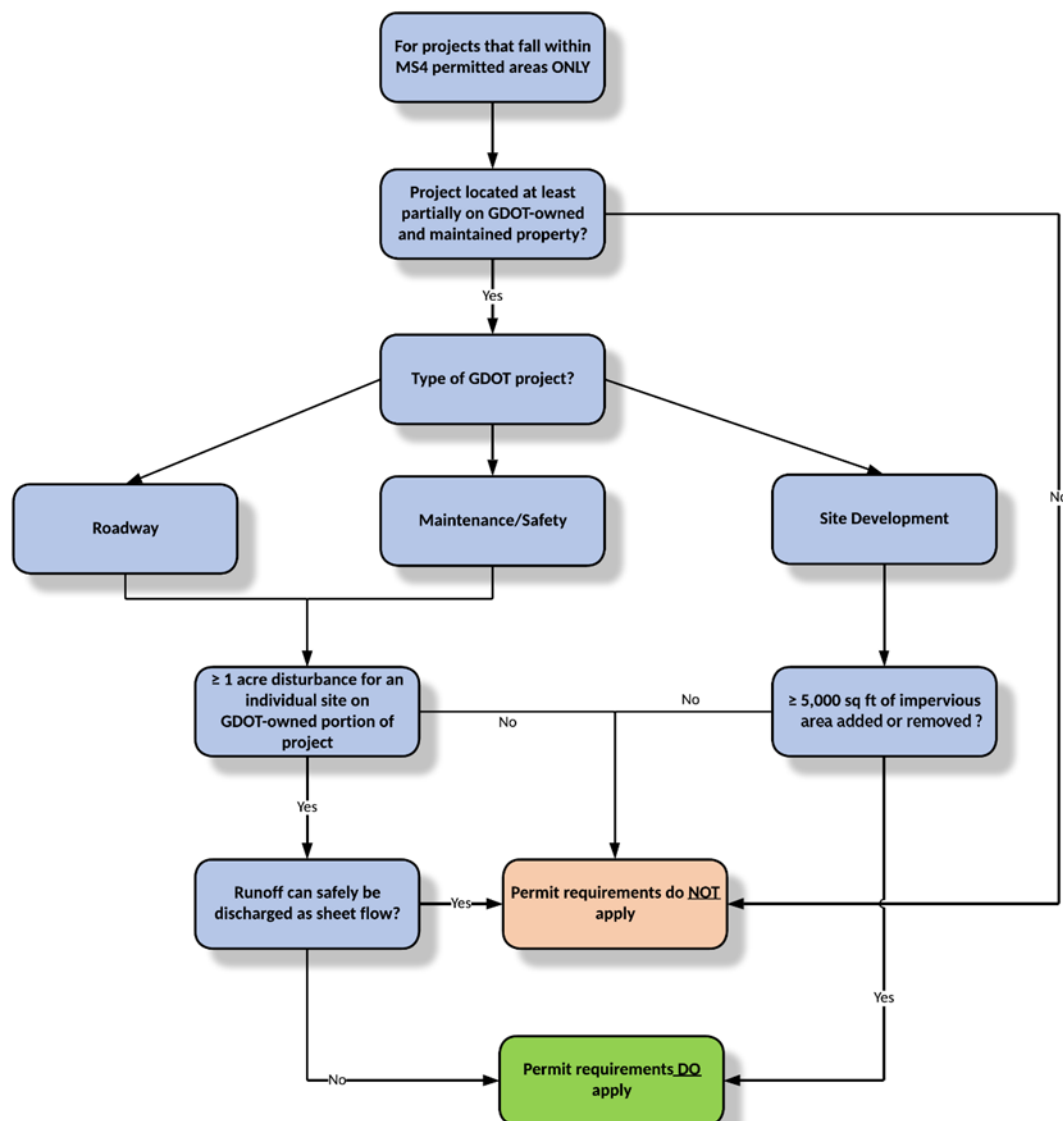 For projects that fall within
MS4 permitted areas ONLY
Project located at least
partially on GDOT-owned
and maintained property?
Yes
Type of GDOT project?
Roadway
Maintenance/Safety
Site Development
No
≥ 1 acre disturbance for an
individual site on
GDOT-owned portion of
project
No
No
≥ 5,000 sq ft of impervious
area added or removed ?
Yes
Runoff can safely be
discharged as sheet flow?
Yes
Permit requirements do NOT
apply
Yes
No
Permit requirements DO
apply